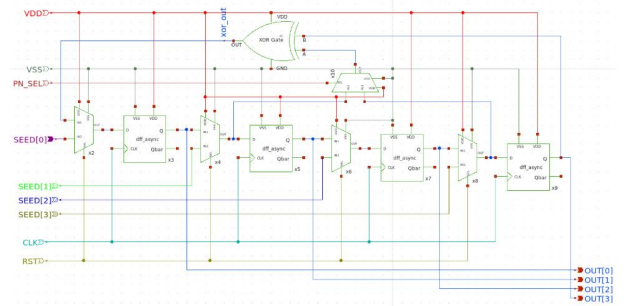 xor_out
VDD
VDD
XOR Gate
OUT
GND
VSS
x10
PN_SEL
SEED[0]
x2
VSS VDD
D Q
dff_async
CLK Qbar
x3
x4
VSS VDD
D Q
dff_async
CLK Qbar
x5
x6
VSS VDD
D Q
dff_async
CLK Qbar
x7
x8
VSS VDD
D Q
dff_async
CLK Qbar
x9
SEED[1]
SEED[2]
SEED[3]
CLK
RST
OUT[0]
OUT[1]
OUT[2]
OUT[3]